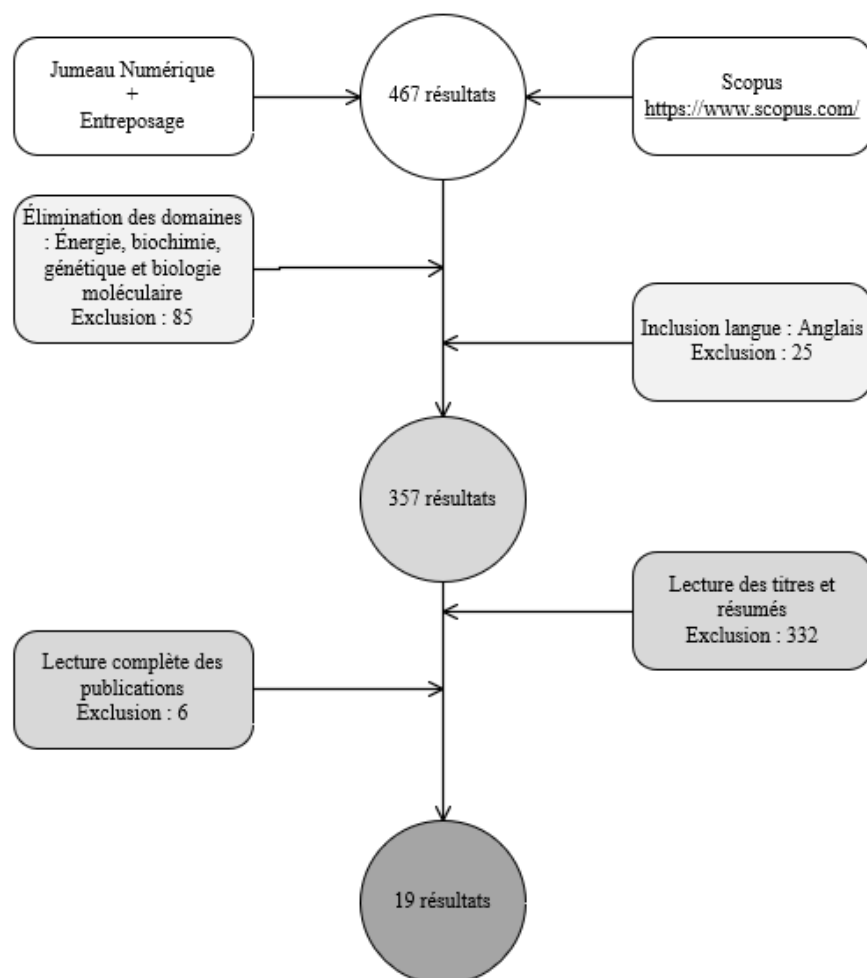 Jumeau Numérique
+
Entreposage
467 résultats
Scopus
https://www.scopus.com/
Élimination des domaines
: Énergie, biochimie,
génétique et biologie
moléculaire
Exclusion : 85
Inclusion langue : Anglais
Exclusion : 25
357 résultats
Lecture des titres et
résumés
Exclusion : 332
Lecture complète des
publications
Exclusion : 6
19 résultats